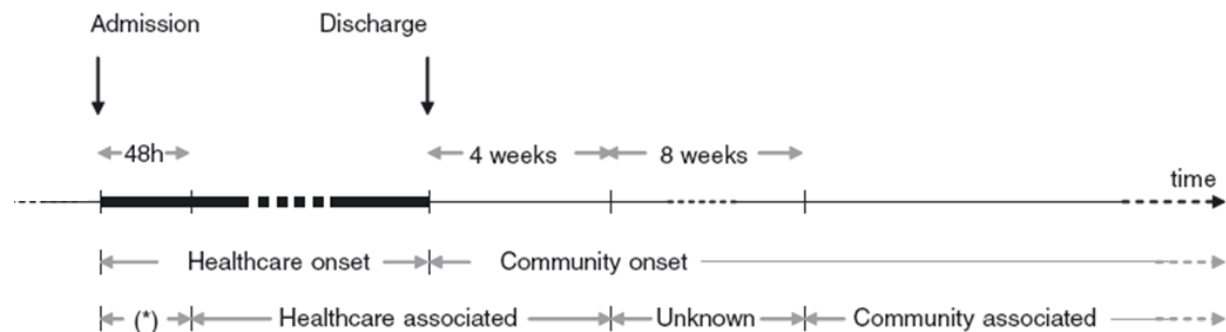 Admission Discharge
48h 4 weeks 8 weeks
time
Healthcare onset Community onset
(*) Healthcare associated Unknown Community associated